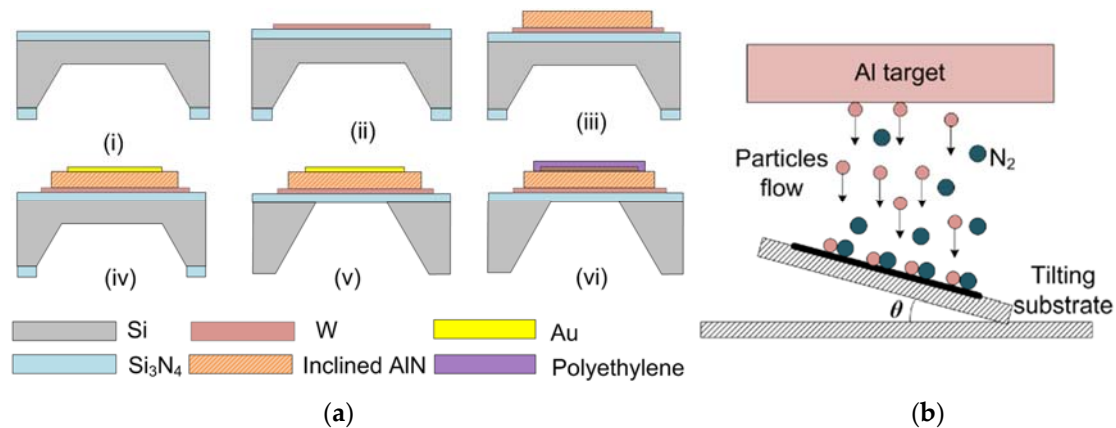 (i)
(ii)
(iii)
(iv)
(v)
(vi)
Si
W
Au
Si₃N₄
Inclined AlN
Polyethylene
(a)
Al target
Particles
flow
N₂
Tilting
substrate
θ
(b)